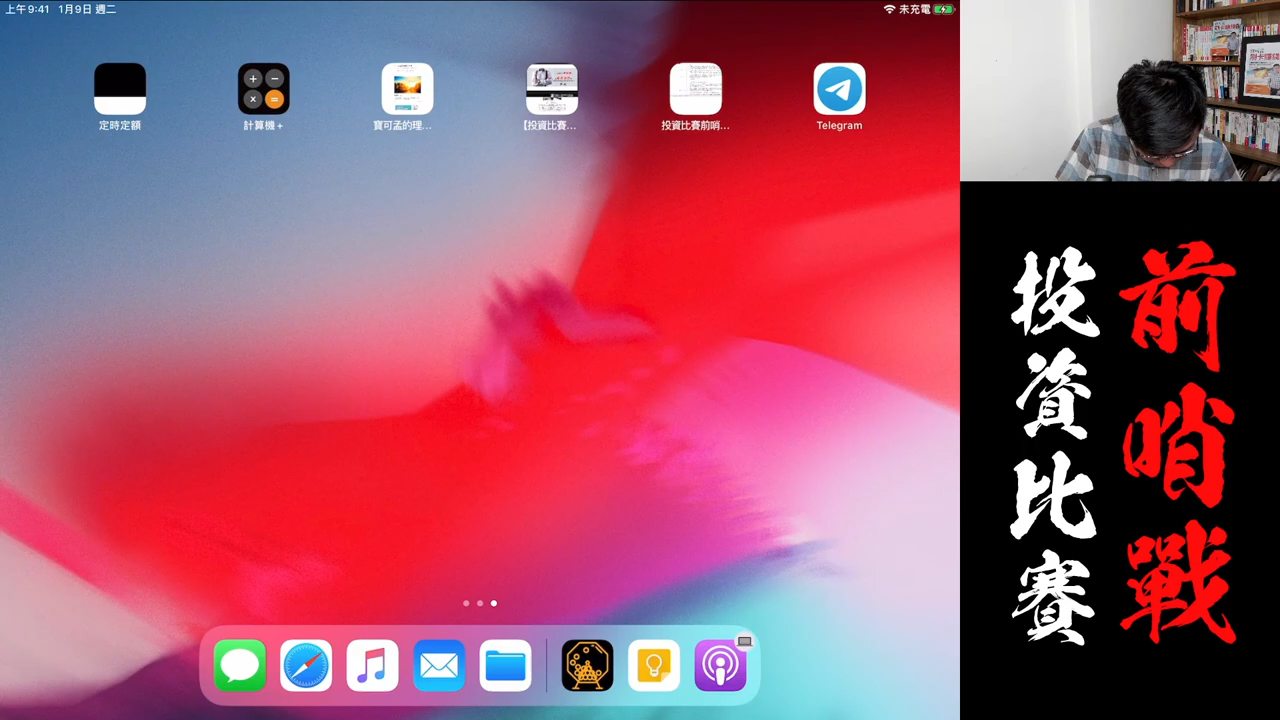 上午9:41 1月9日 週二
未充電
定時定額
計算機+
寶可孟的理...
【投資比賽...
投資比賽前哨...
Telegram
前哨戰
投資比賽